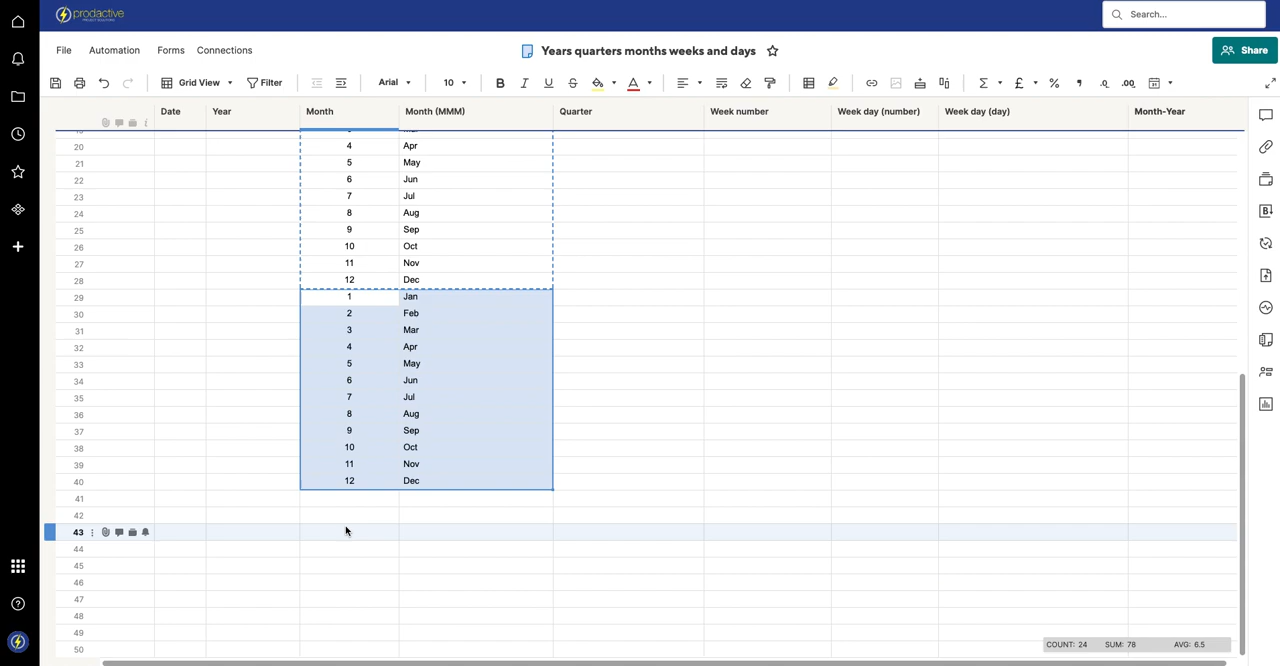 prodactive
PROJECT SOLUTIONS
Search...
File Automation Forms Connections
Years quarters months weeks and days
Share
Grid View Filter Arial 10 B I U S A Σ £ % .0 .00
Date Year Month Month (MMM) Quarter Week number Week day (number) Week day (day) Month-Year
20 4 Apr
21 5 May
22 6 Jun
23 7 Jul
24 8 Aug
25 9 Sep
26 10 Oct
27 11 Nov
28 12 Dec
29 1 Jan
30 2 Feb
31 3 Mar
32 4 Apr
33 5 May
34 6 Jun
35 7 Jul
36 8 Aug
37 9 Sep
38 10 Oct
39 11 Nov
40 12 Dec
41
42
43
44
45
46
47
48
49
50
COUNT: 24 SUM: 78 AVG: 6.5